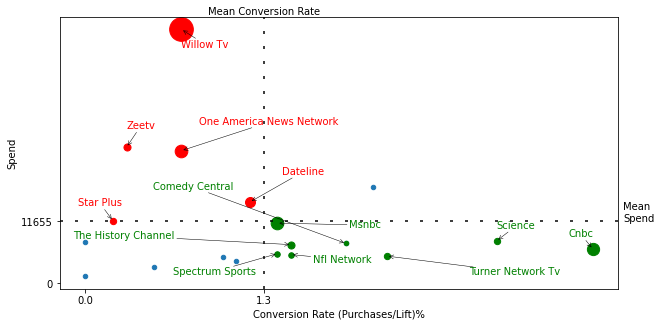 Mean Conversion Rate
Willow Tv
Zeetv
One America News Network
Dateline
Comedy Central
Star Plus
Mean
Spend
11655
Msnbc
Science
The History Channel
Cnbc
Nfl Network
Spectrum Sports
Turner Network Tv
0
Spend
0.0
1.3
Conversion Rate (Purchases/Lift)%